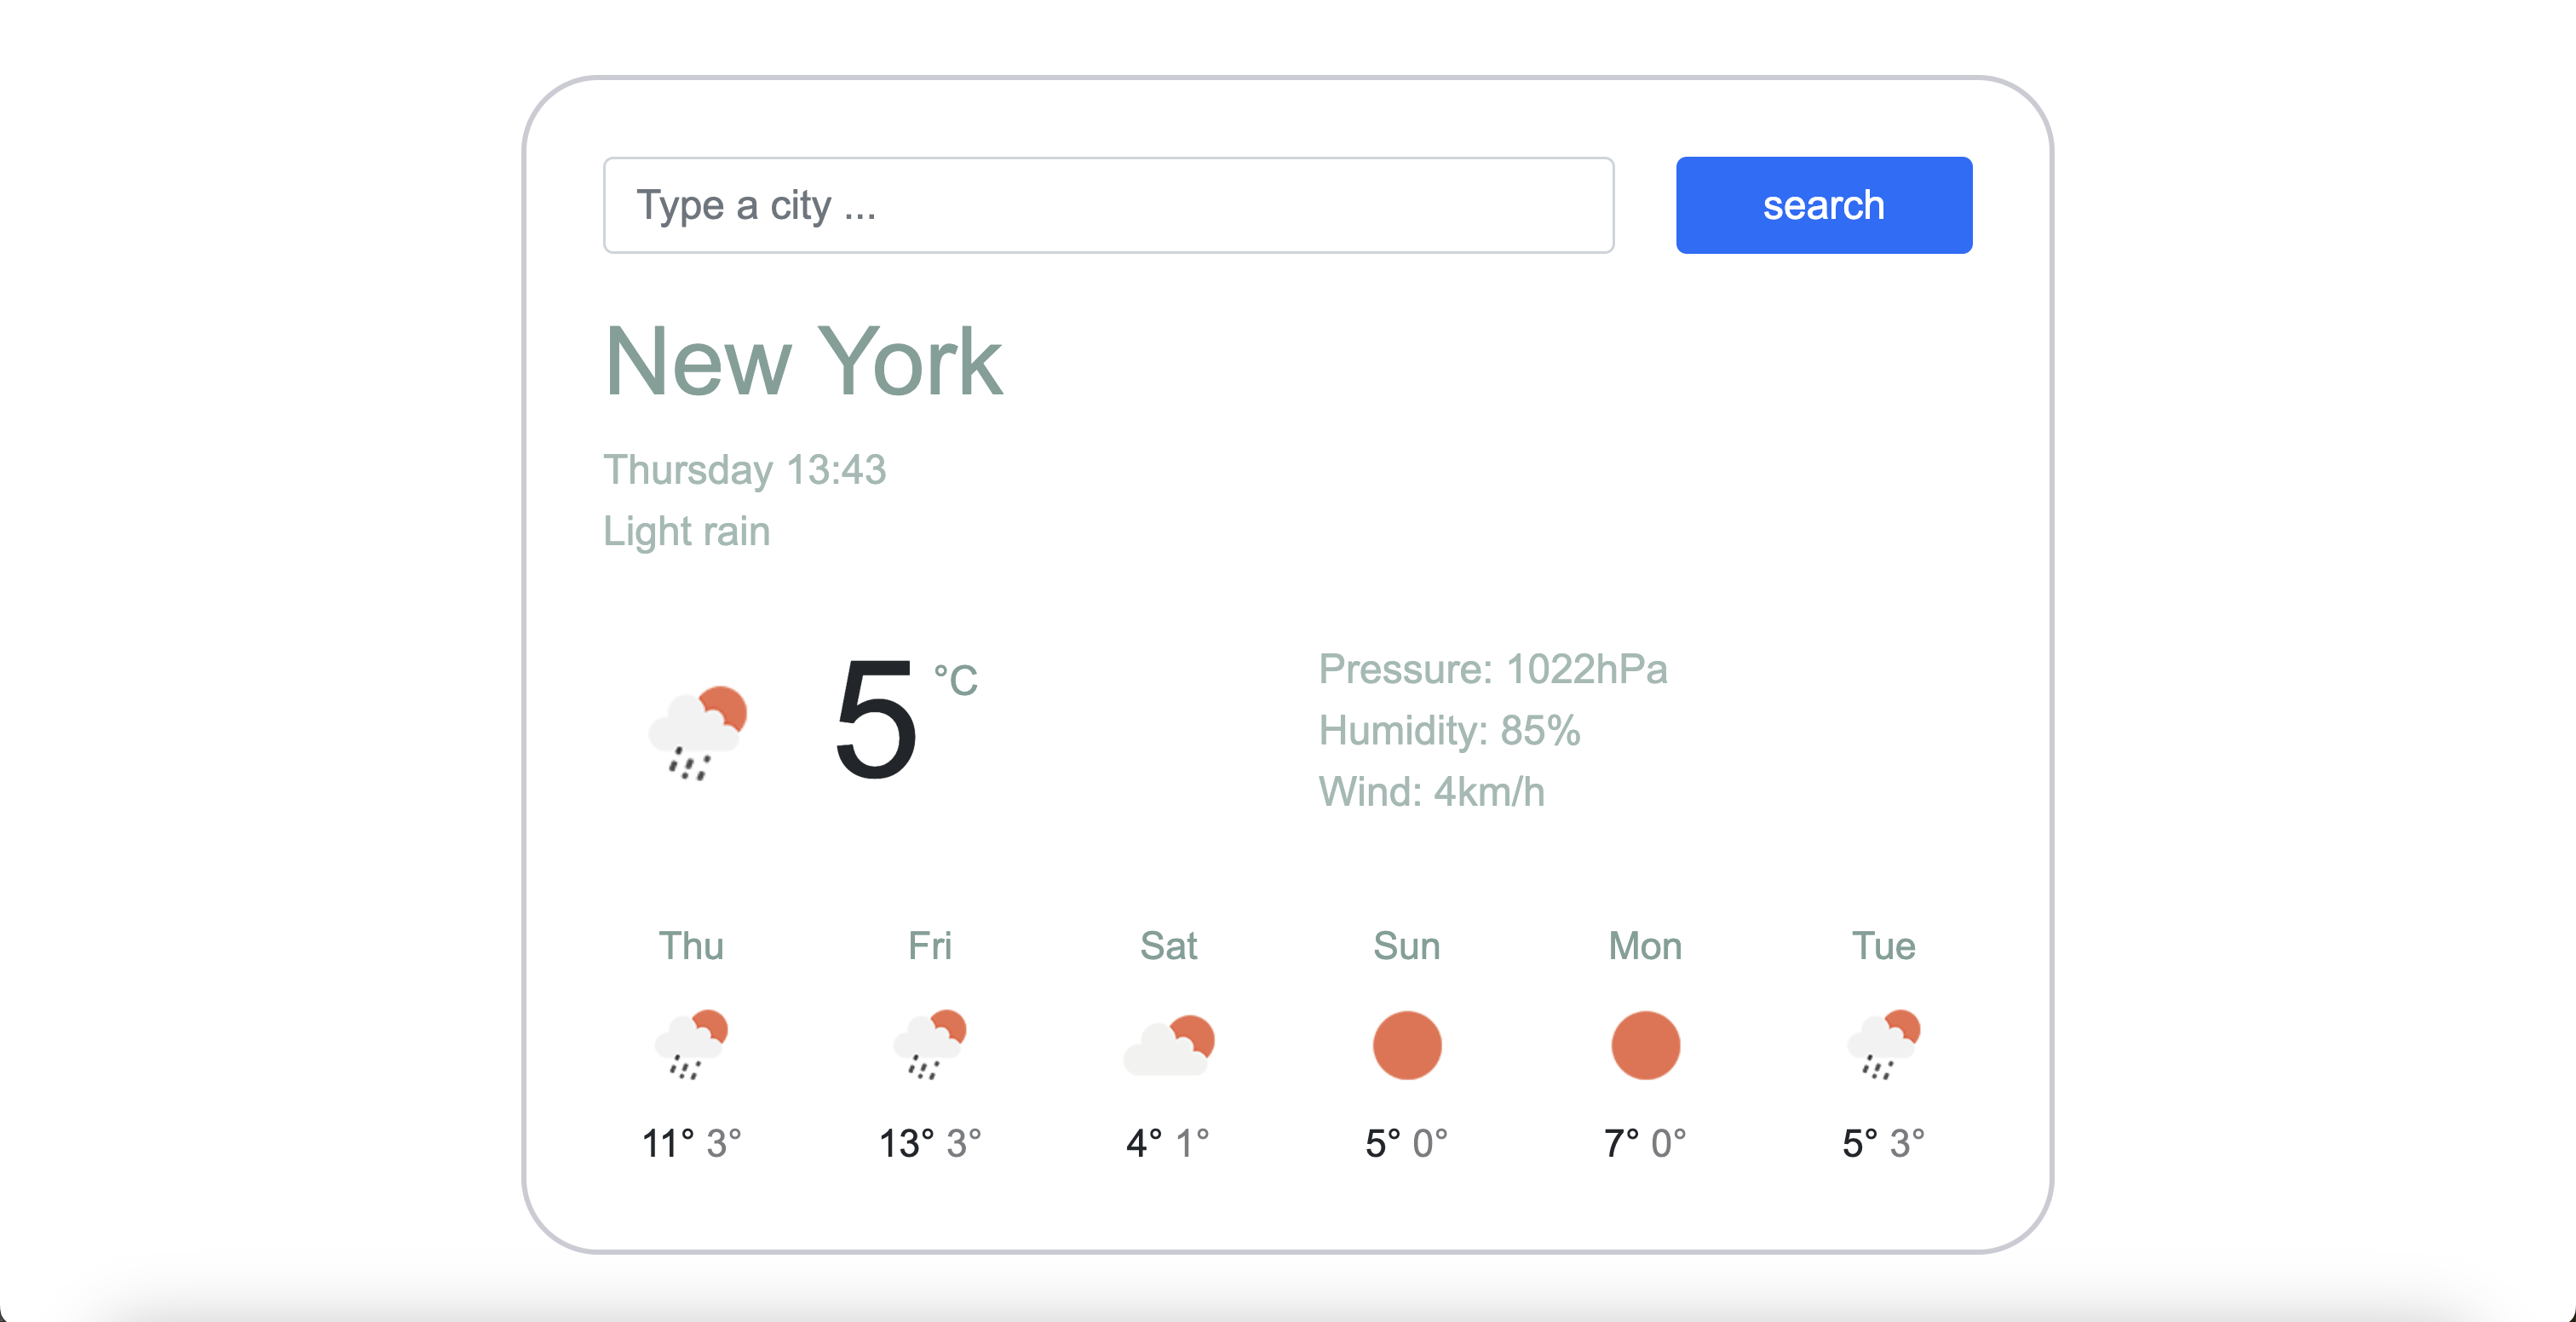 Type a city ...
search
New York
Thursday 13:43
Light rain
5 °C
Pressure: 1022hPa
Humidity: 85%
Wind: 4km/h
Thu Fri Sat Sun Mon Tue
11° 3° 13° 3° 4° 1° 5° 0° 7° 0° 5° 3°